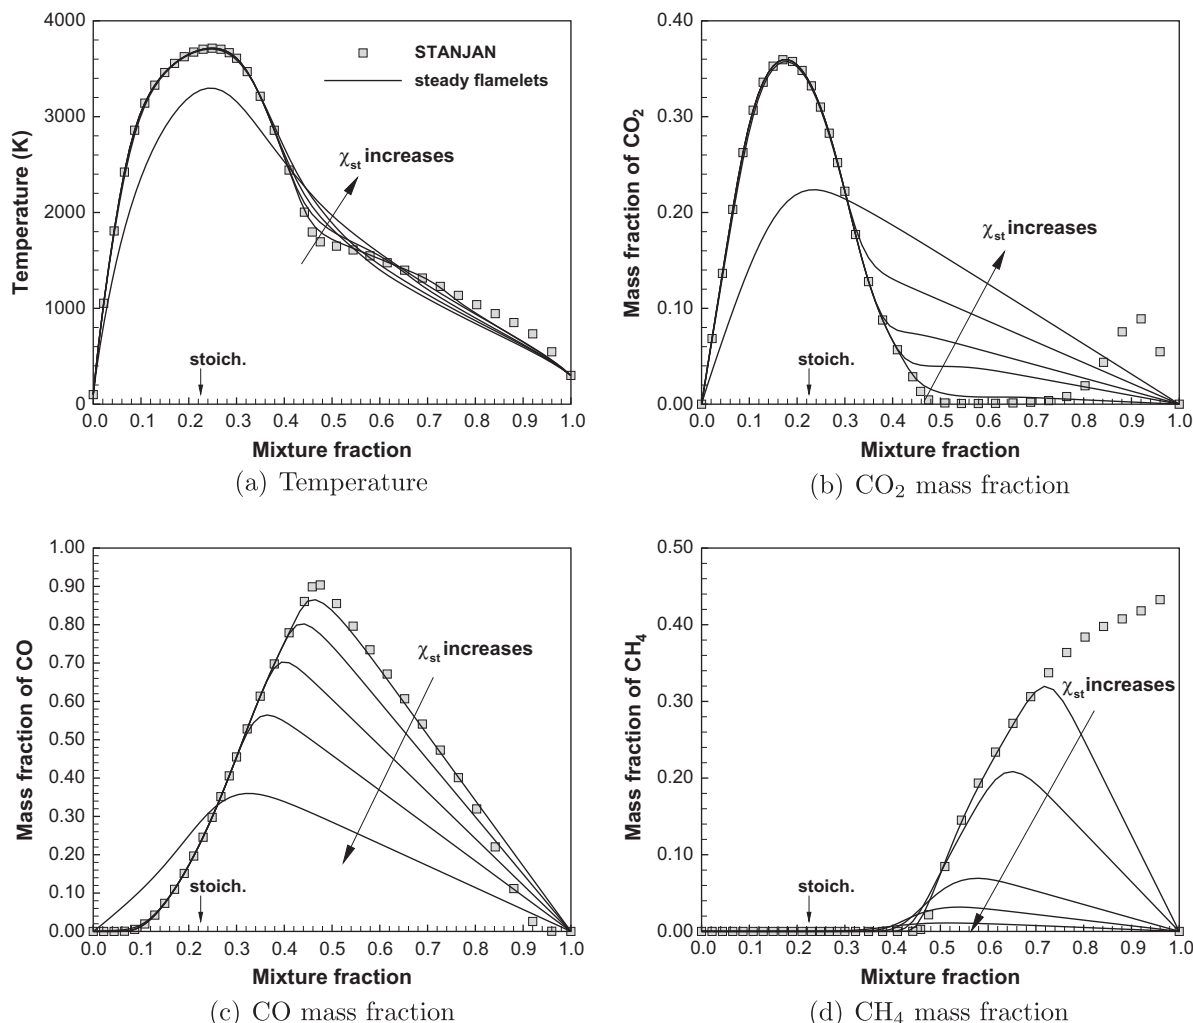 4000
3000
2000
1000
0
Temperature (K)
STANJAN
steady flamelets
χst increases
stoich.
0.0 0.1 0.2 0.3 0.4 0.5 0.6 0.7 0.8 0.9 1.0
Mixture fraction
(a) Temperature
0.40
0.30
0.20
0.10
0.00
Mass fraction of CO2
χst increases
stoich.
0.0 0.1 0.2 0.3 0.4 0.5 0.6 0.7 0.8 0.9 1.0
Mixture fraction
(b) CO2 mass fraction
1.00
0.90
0.80
0.70
0.60
0.50
0.40
0.30
0.20
0.10
0.00
Mass fraction of CO
χst increases
stoich.
0.0 0.1 0.2 0.3 0.4 0.5 0.6 0.7 0.8 0.9 1.0
Mixture fraction
(c) CO mass fraction
0.50
0.40
0.30
0.20
0.10
0.00
Mass fraction of CH4
χst increases
stoich.
0.0 0.1 0.2 0.3 0.4 0.5 0.6 0.7 0.8 0.9 1.0
Mixture fraction
(d) CH4 mass fraction